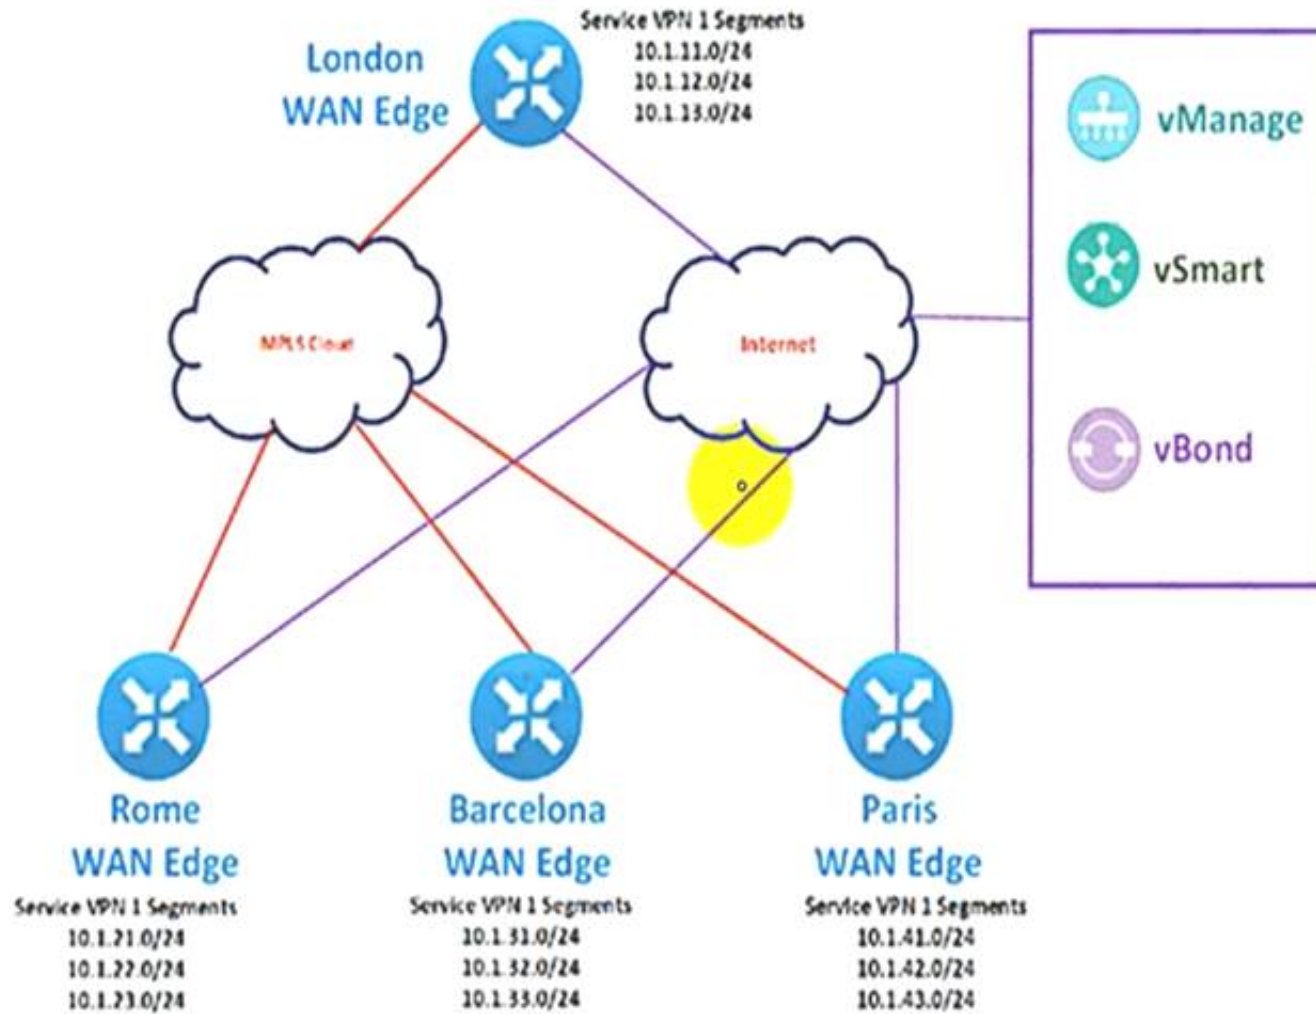 Service VPN 1 Segments
10.1.11.0/24
10.1.12.0/24
10.1.13.0/24
London
WAN Edge
vManage
vSmart
vBond
MPLS Cloud
Internet
Rome
WAN Edge
Service VPN 1 Segments
10.1.21.0/24
10.1.22.0/24
10.1.23.0/24
Barcelona
WAN Edge
Service VPN 1 Segments
10.1.31.0/24
10.1.32.0/24
10.1.33.0/24
Paris
WAN Edge
Service VPN 1 Segments
10.1.41.0/24
10.1.42.0/24
10.1.43.0/24